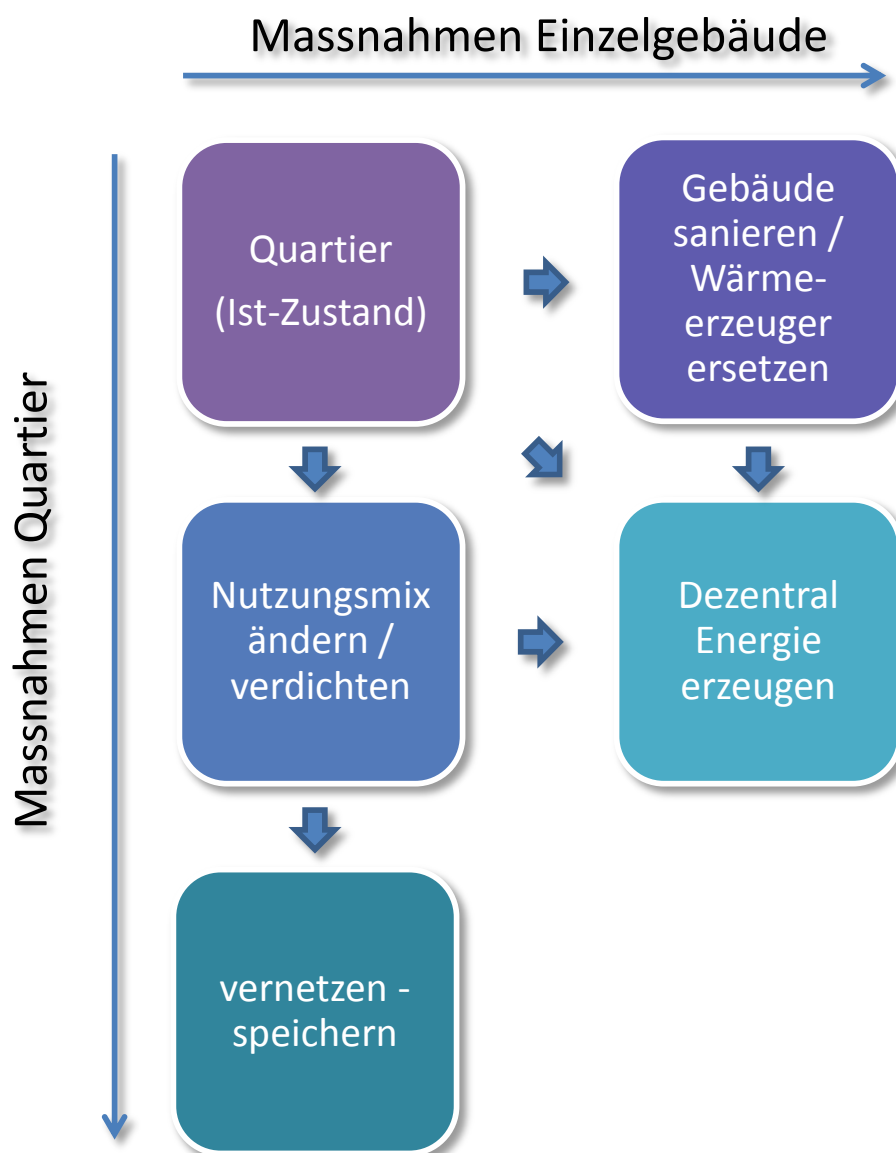 Massnahmen Einzelgebäude
Massnahmen Quartier
Quartier
(Ist-Zustand)
Gebäude
sanieren /
Wärme-
erzeuger
ersetzen
Nutzungsmix
ändern /
verdichten
Dezentral
Energie
erzeugen
vernetzen -
speichern